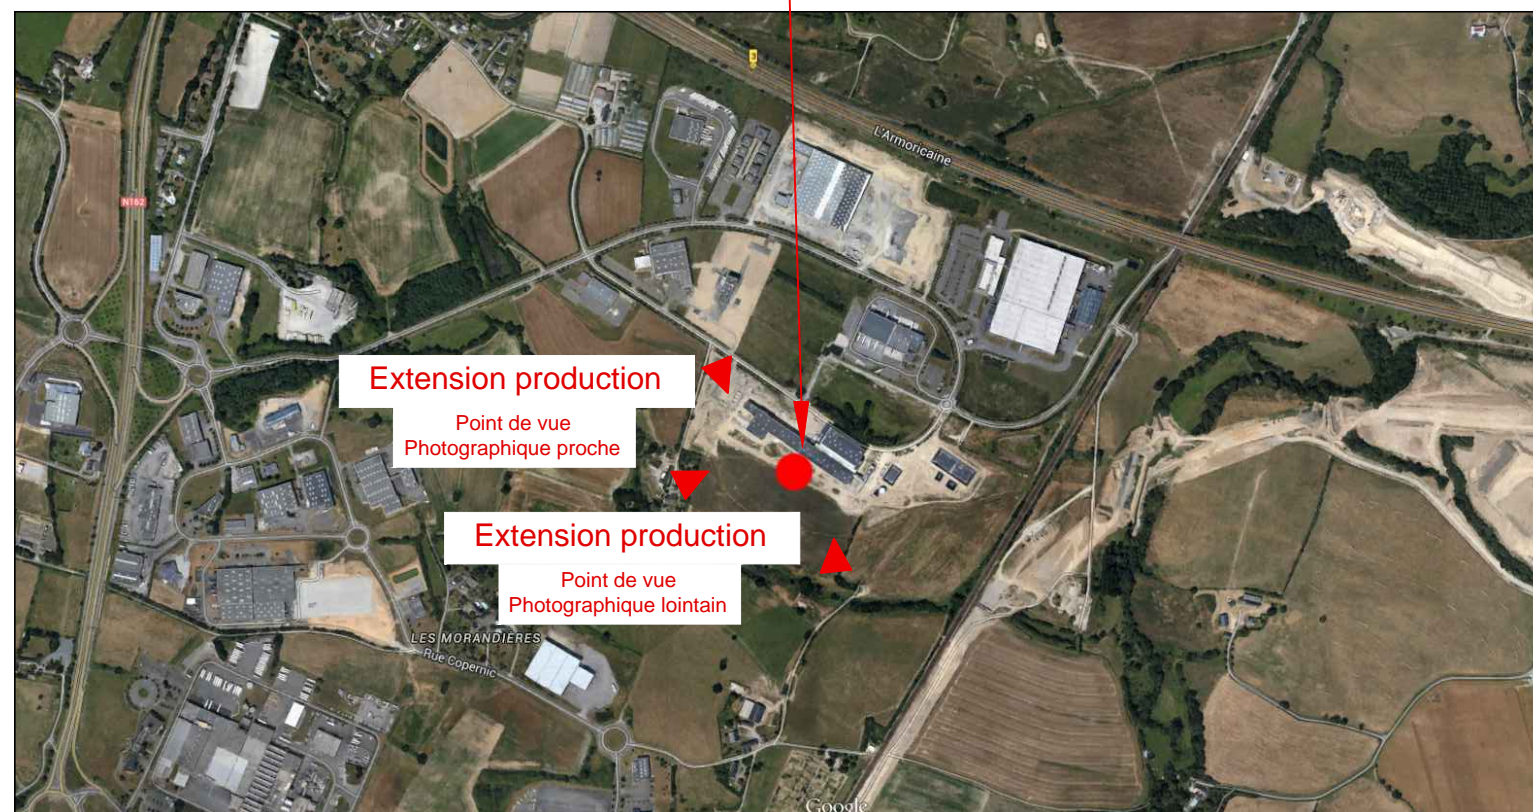 3
L'Armoricaine
N162
Extension production
Point de vue
Photographique proche
Extension production
Point de vue
Photographique lointain
LES MORANDIERES
Rue Copernic
Google